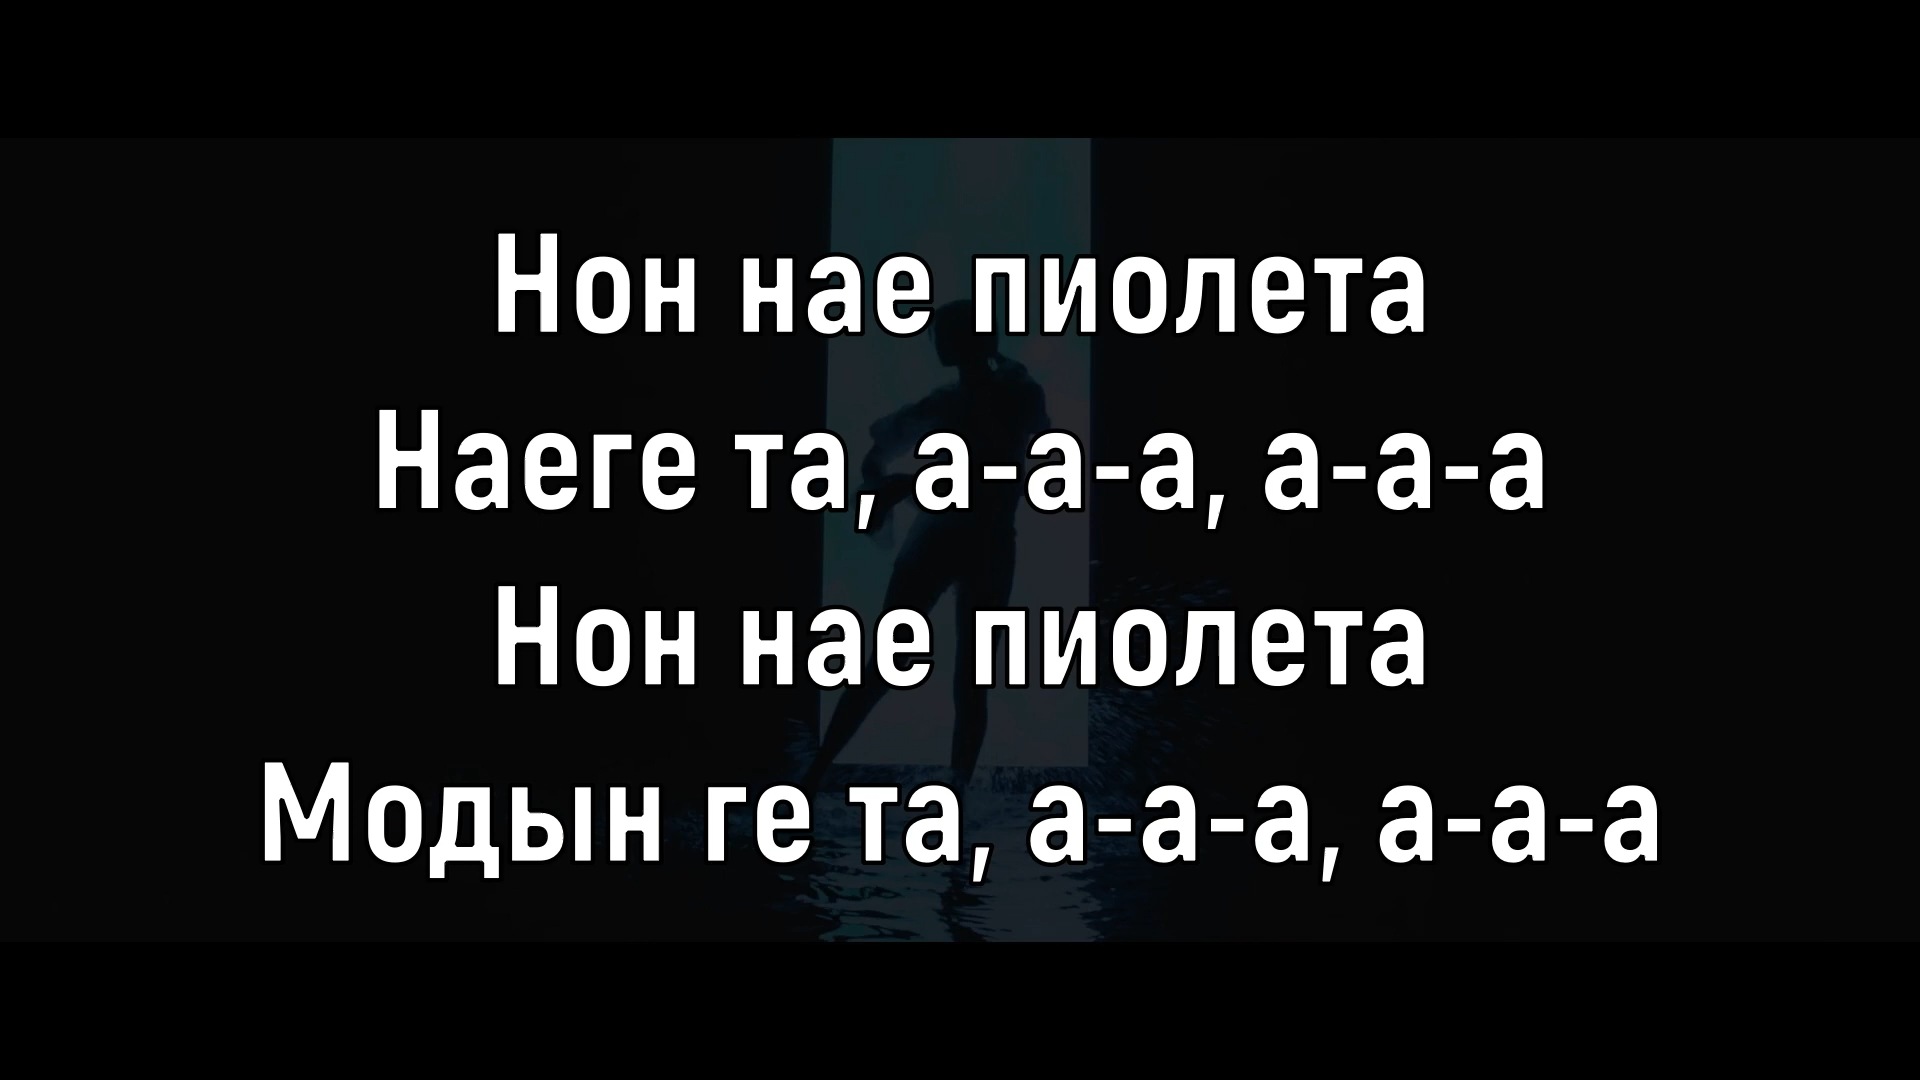 Нон нае пиолета
Наеге та, а-а-а, а-а-а
Нон нае пиолета
Модын ге та, а-а-а, а-а-а